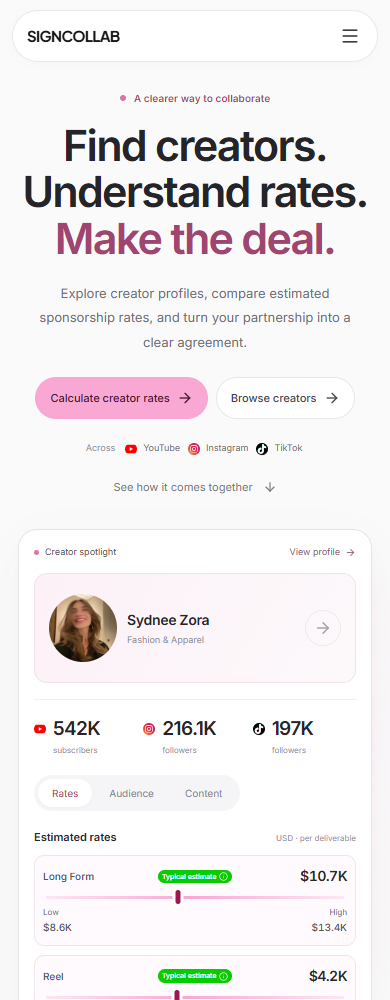 SIGNCOLLAB
A clearer way to collaborate
Find creators.
Understand rates.
Make the deal.
Explore creator profiles, compare estimated
sponsorship rates, and turn your partnership into a
clear agreement.
Calculate creator rates
Browse creators
Across YouTube Instagram TikTok
See how it comes together
Creator spotlight
View profile
Sydnee Zora
Fashion & Apparel
542K 216.1K 197K
subscribers followers followers
Rates Audience Content
Estimated rates USD · per deliverable
Long Form Typical estimate $10.7K
Low High
$8.6K $13.4K
Reel Typical estimate $4.2K